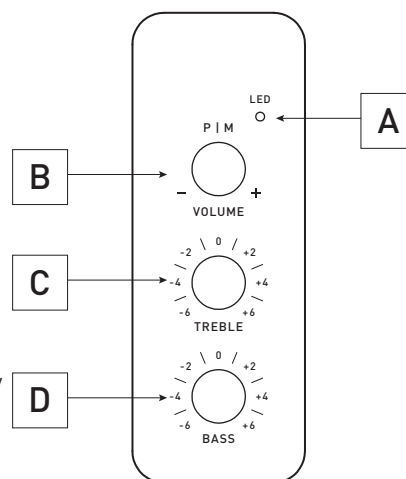 LED
A
P | M
B
- +
VOLUME
0
-2 +2
C
-4 +4
-6 +6
TREBLE
0
-2 +2
D
-4 +4
-6 +6
BASS